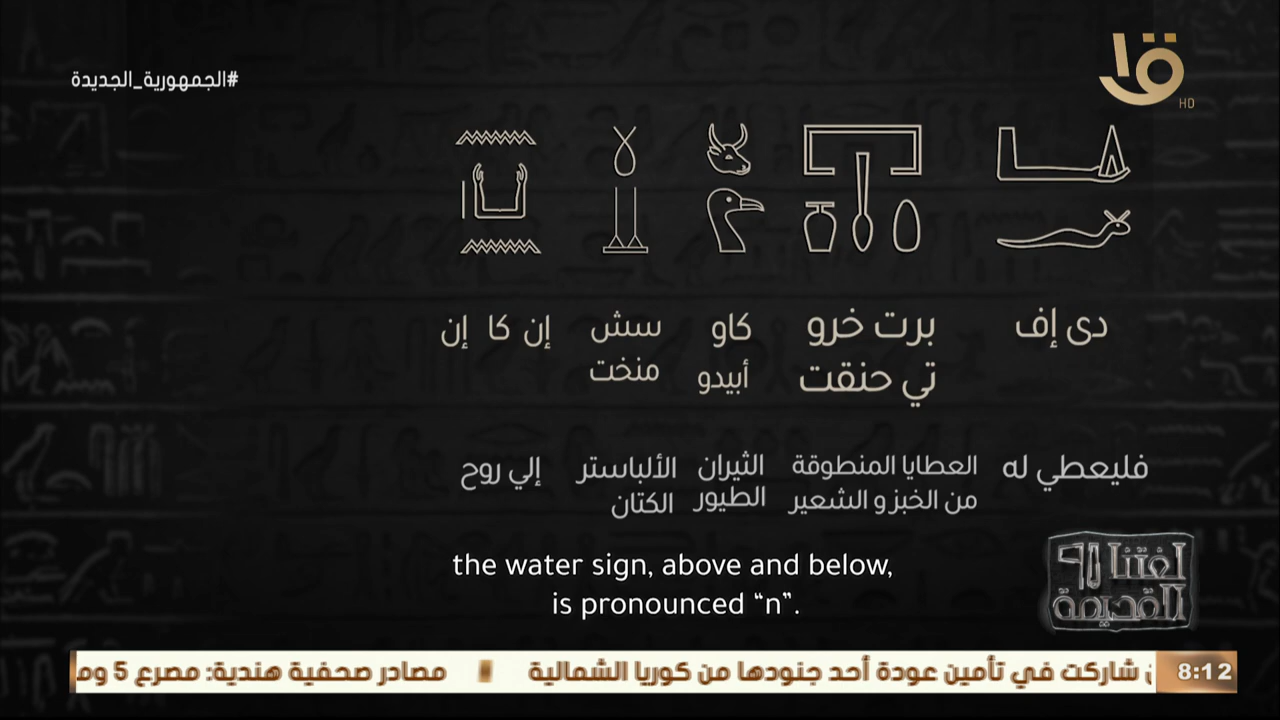 #الجمهورية_الجديدة
HD
دى إف
برت خرو
كاو
سش
إن كا إن
تي حنقت
أبيدو
منخت
فليعطي له
العطايا المنطوقة
الثيران
الألباستر
إلي روح
من الخبز و الشعير
الطيور
الكتان
the water sign, above and below,
is pronounced “n”.
لغتنا
القديمة
8:12
شاركت في تأمين عودة أحد جنودها من كوريا الشمالية
مصادر صحفية هندية: مصرع 5